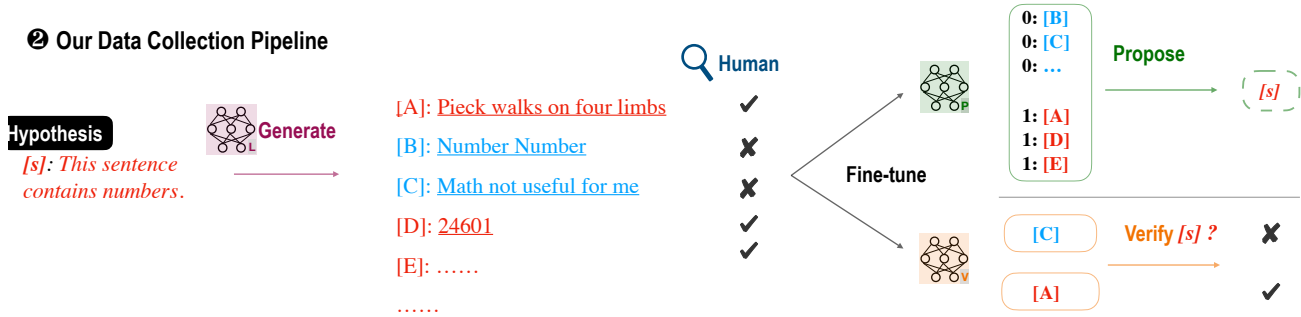 ❷ Our Data Collection Pipeline
Hypothesis
[s]: This sentence
contains numbers.
L
Generate
[A]: Pieck walks on four limbs
[B]: Number Number
[C]: Math not useful for me
[D]: 24601
[E]: ……
……
Human
✔
✘
✘
✔
✔
Fine-tune
P
V
0: [B]
0: [C]
0: …
1: [A]
1: [D]
1: [E]
Propose
[s]
[C]
Verify [s] ?
✘
[A]
✔